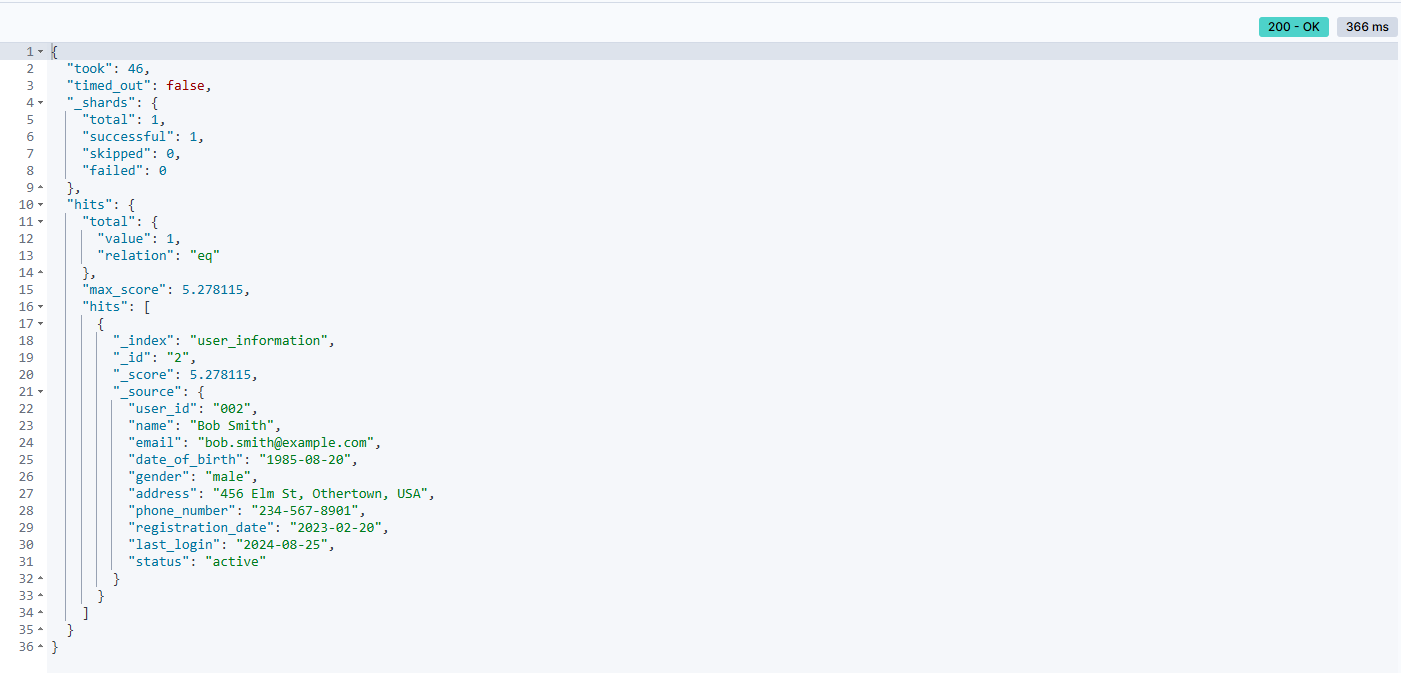 200 - OK 366 ms
1 {
2 "took": 46,
3 "timed_out": false,
4 "_shards": {
5 "total": 1,
6 "successful": 1,
7 "skipped": 0,
8 "failed": 0
9 },
10 "hits": {
11 "total": {
12 "value": 1,
13 "relation": "eq"
14 },
15 "max_score": 5.278115,
16 "hits": [
17 {
18 "_index": "user_information",
19 "_id": "2",
20 "_score": 5.278115,
21 "_source": {
22 "user_id": "002",
23 "name": "Bob Smith",
24 "email": "bob.smith@example.com",
25 "date_of_birth": "1985-08-20",
26 "gender": "male",
27 "address": "456 Elm St, Othertown, USA",
28 "phone_number": "234-567-8901",
29 "registration_date": "2023-02-20",
30 "last_login": "2024-08-25",
31 "status": "active"
32 }
33 }
34 ]
35 }
36 }